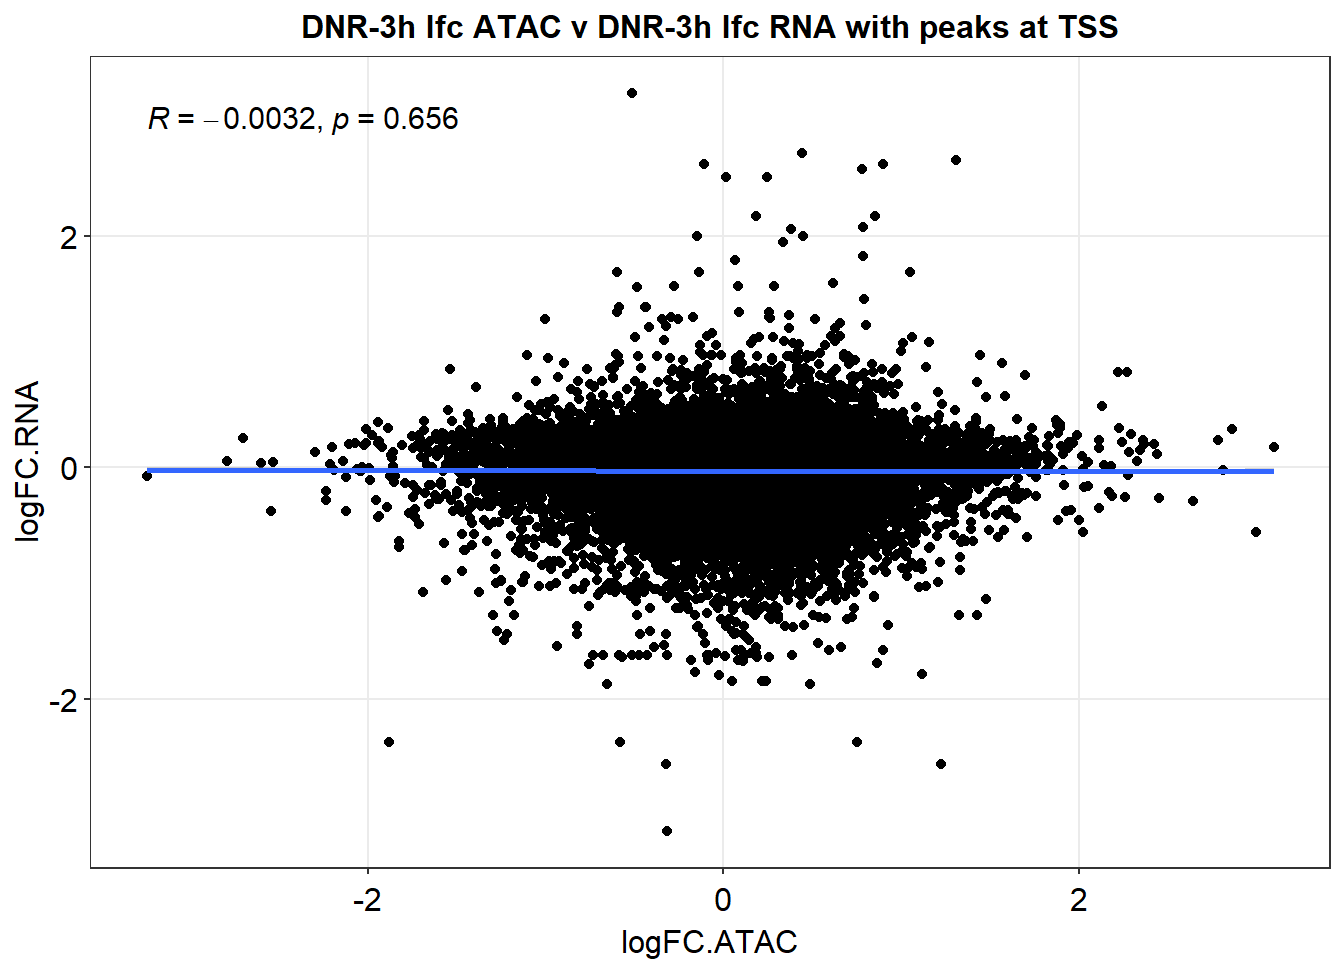 DNR-3h lfc ATAC v DNR-3h lfc RNA with peaks at TSS
R = −0.0032, p = 0.656
2
0
-2
logFC.RNA
-2 0 2
logFC.ATAC